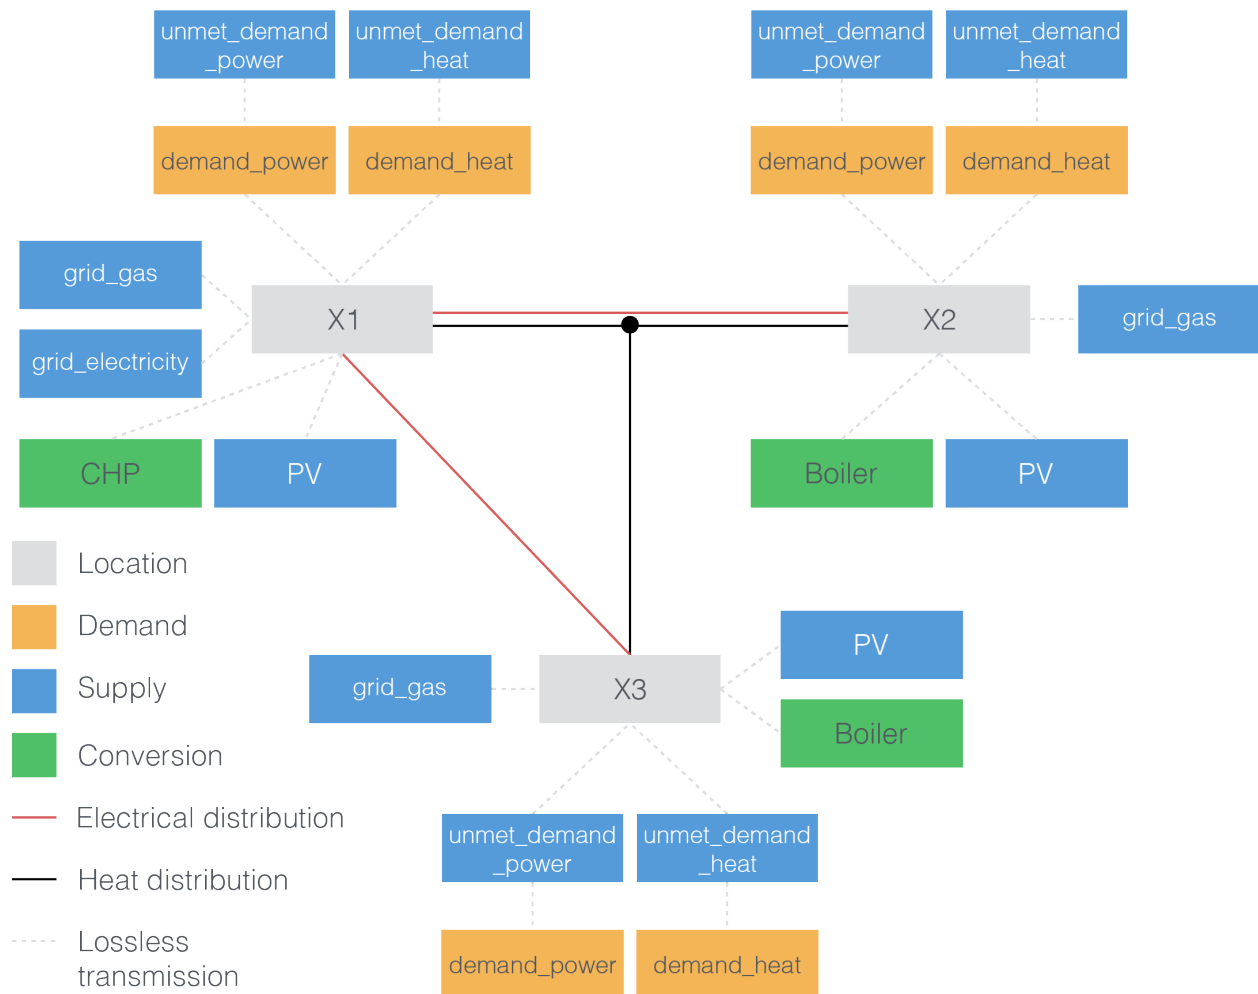 unmet_demand
_power
unmet_demand
_heat
unmet_demand
_power
unmet_demand
_heat
demand_power
demand_heat
demand_power
demand_heat
grid_gas
X1
X2
grid_gas
grid_electricity
CHP
PV
Boiler
PV
Location
Demand
Supply
Conversion
Electrical distribution
Heat distribution
Lossless
transmission
PV
grid_gas
X3
Boiler
unmet_demand
_power
unmet_demand
_heat
demand_power
demand_heat